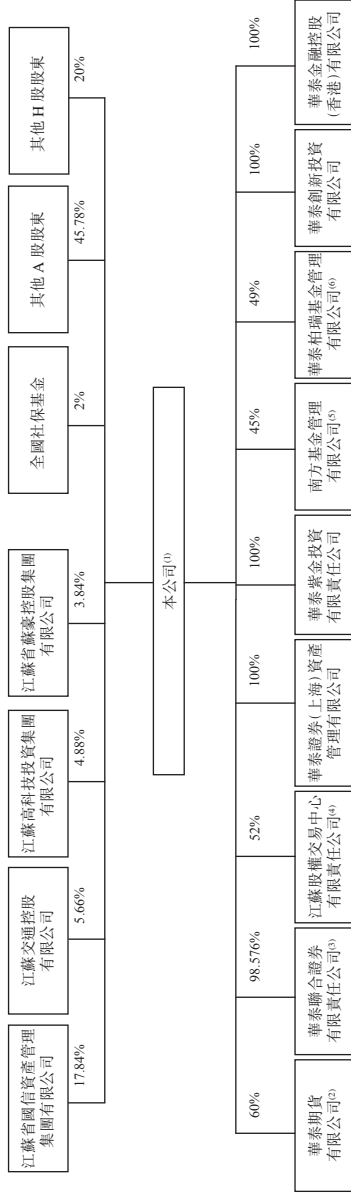 江蘇省國信資產管理
集團有限公司
江蘇交通控股
有限公司
江蘇高科技投資集團
有限公司
江蘇省蘇豪控股集團
有限公司
全國社保基金
其他 A 股股東
其他 H 股股東
17.84%
5.66%
4.88%
3.84%
2%
45.78%
20%
本公司(1)
60%
98.576%
52%
100%
100%
45%
49%
100%
100%
華泰期貨
有限公司(2)
華泰聯合證券
有限責任公司(3)
江蘇股權交易中心
有限責任公司(4)
華泰證券(上海)資產
管理有限公司
華泰紫金投資
有限責任公司
南方基金管理
有限公司(5)
華泰柏瑞基金管理
有限公司(6)
華泰創新投資
有限公司
華泰金融控股
(香港)有限公司